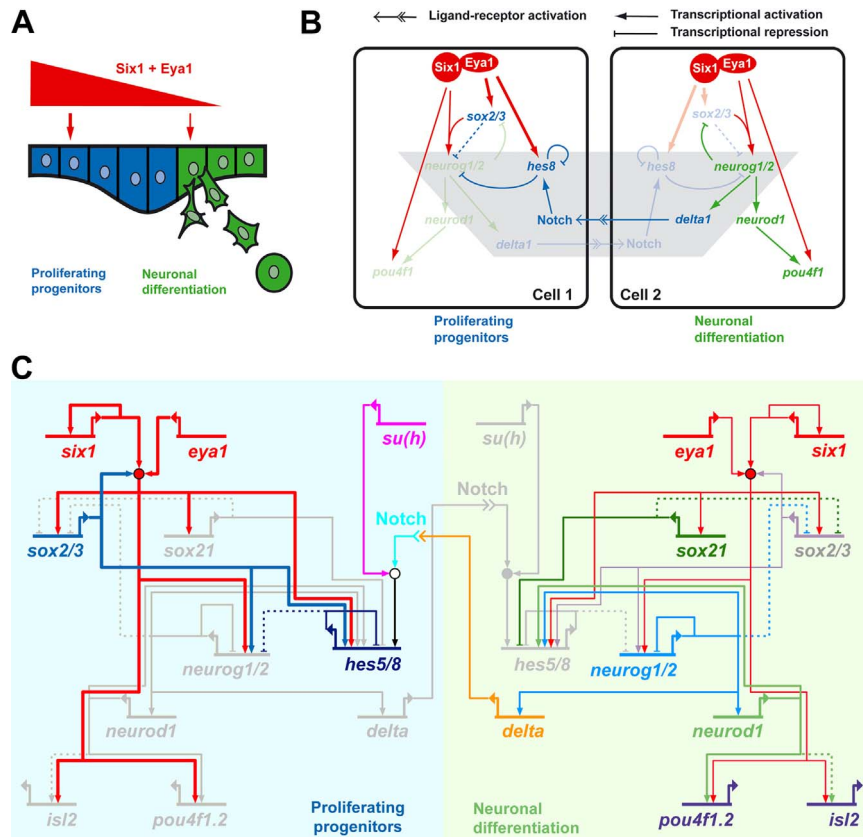 A
Six1 + Eya1
Proliferating
progenitors
Neuronal
differentiation
B
Ligand-receptor activation
Transcriptional activation
Transcriptional repression
Six1 Eya1
sox2/3
neurog1/2
hes8
neurod1
Notch
delta1
pou4f1
Cell 1
Proliferating
progenitors
Six1 Eya1
sox2/3
hes8
neurog1/2
delta1
neurod1
Notch
pou4f1
Cell 2
Neuronal
differentiation
C
six1
eya1
su(h)
Notch
sox2/3
sox21
neurog1/2
hes5/8
neurod1
delta
isl2
pou4f1.2
Proliferating
progenitors
su(h)
eya1
six1
Notch
sox21
sox2/3
hes5/8
neurog1/2
delta
neurod1
pou4f1.2
isl2
Neuronal
differentiation